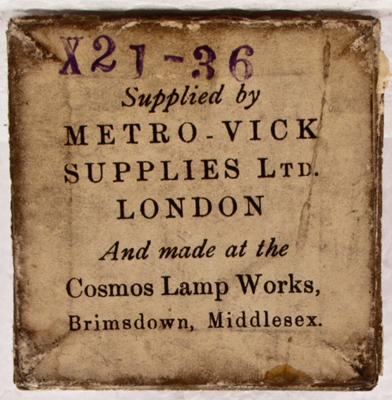 X21-36
Supplied by
METRO-VICK
SUPPLIES LTD.
LONDON
And made at the
Cosmos Lamp Works,
Brimsdown, Middlesex.